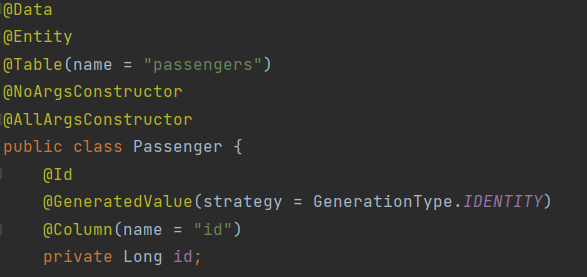 @Data
@Entity
@Table(name = "passengers")
@NoArgsConstructor
@AllArgsConstructor
public class Passenger {
    @Id
    @GeneratedValue(strategy = GenerationType.IDENTITY)
    @Column(name = "id")
    private Long id;